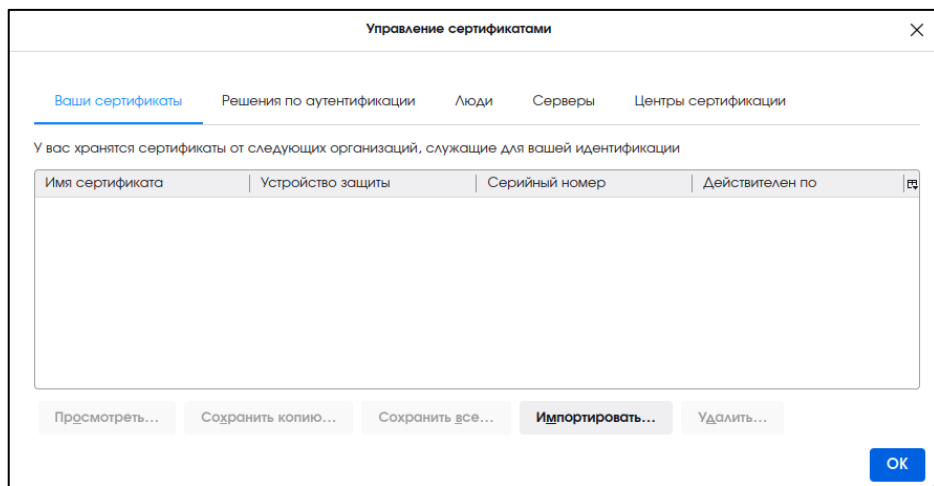 Управление сертификатами
Ваши сертификаты Решения по аутентификации Люди Серверы Центры сертификации
У вас хранятся сертификаты от следующих организаций, служащие для вашей идентификации
Имя сертификата Устройство защиты Серийный номер Действителен по
Просмотреть... Сохранить копию... Сохранить все... Импортировать... Удалить...
ОК